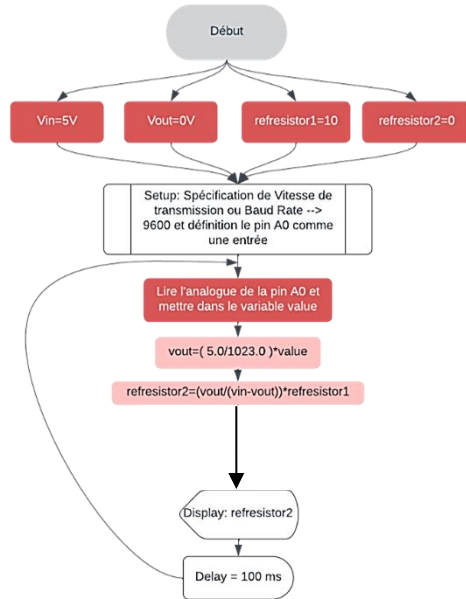 Début
Vin=5V
Vout=0V
refresistor1=10
refresistor2=0
Setup: Spécification de Vitesse de
transmission ou Baud Rate -->
9600 et définition le pin A0 comme
une entrée
Lire l'analogue de la pin A0 et
mettre dans le variable value
vout=( 5.0/1023.0 )*value
refresistor2=(vout/(vin-vout))*refresistor1
Display: refresistor2
Delay = 100 ms